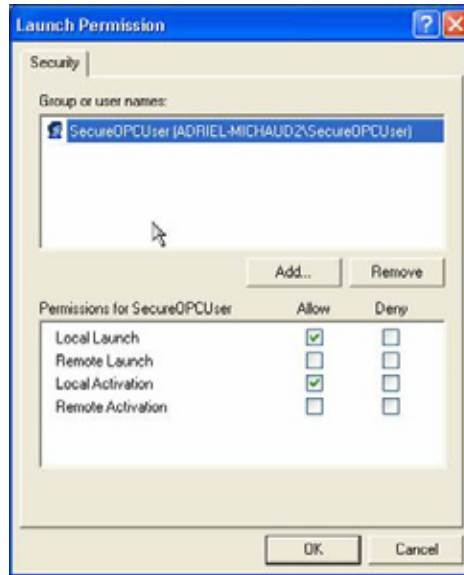 Launch Permission
Security
Group or user names:
SecureOPCUser (ADRIEL-MICHAUD2\SecureOPCUser)
Add... Remove
Permissions for SecureOPCUser Allow Deny
Local Launch
Remote Launch
Local Activation
Remote Activation
OK Cancel